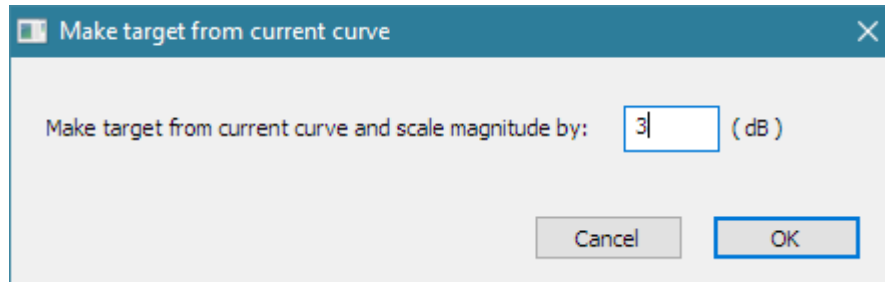 Make target from current curve
Make target from current curve and scale magnitude by: 3 ( dB )
Cancel OK